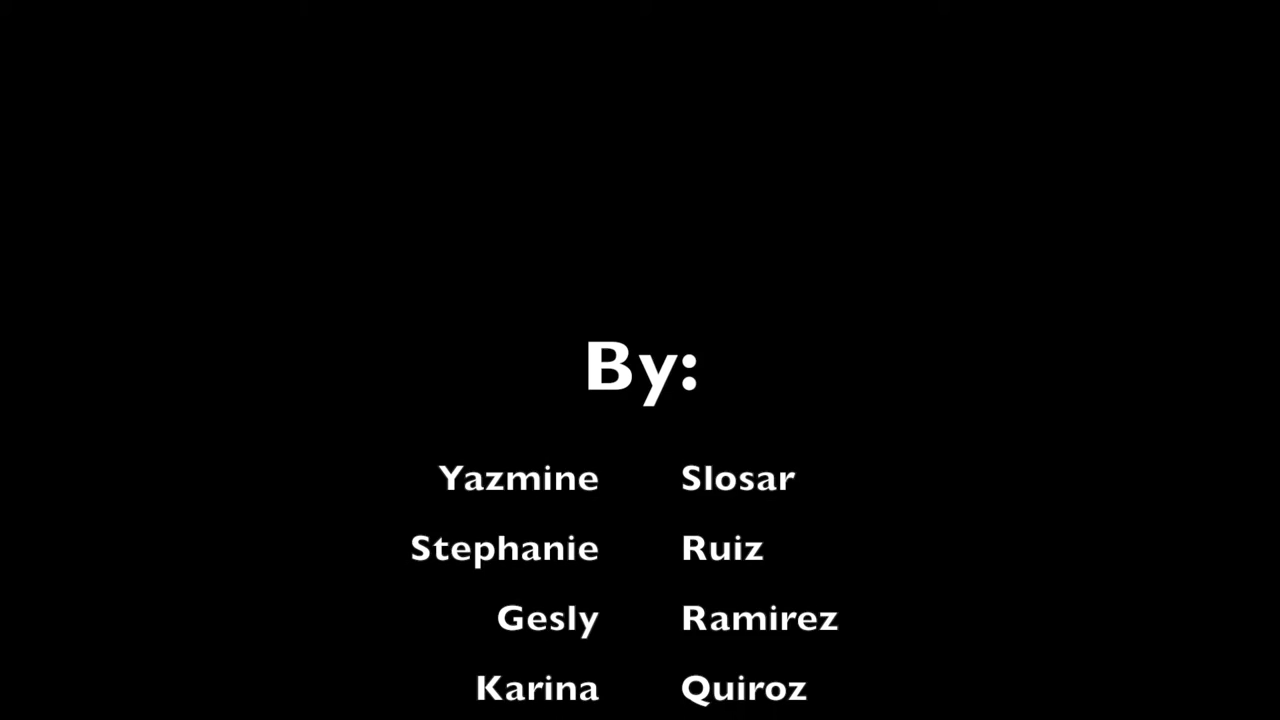 By:
Yazmine Slosar
Stephanie Ruiz
Gesly Ramirez
Karina Quiroz